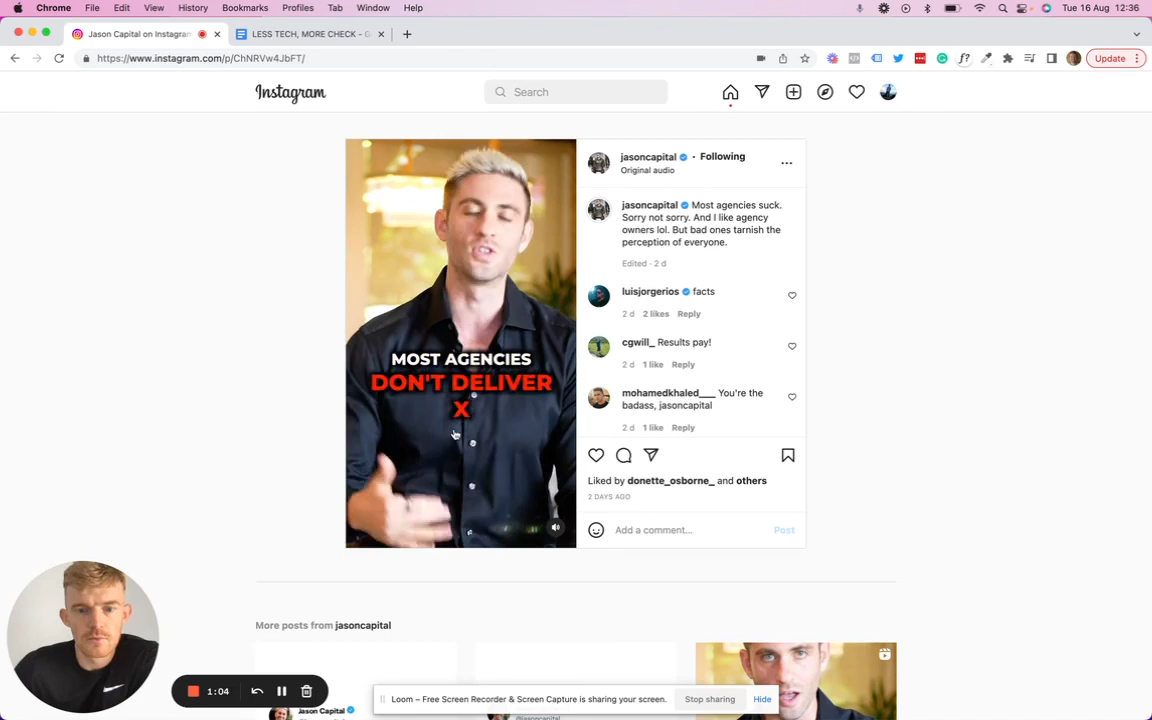 Chrome File Edit View History Bookmarks Profiles Tab Window Help Tue 16 Aug 12:36
Jason Capital on Instagram LESS TECH, MORE CHECK - G
https://www.instagram.com/p/ChNRVw4JbFT/ f? Update
Instagram Search
jasoncapital • Following
Original audio
jasoncapital Most agencies suck.
Sorry not sorry. And I like agency
owners lol. But bad ones tarnish the
perception of everyone.
Edited · 2 d
luisjorgerios facts
2 d 2 likes Reply
cgwill_ Results pay!
2 d 1 like Reply
mohamedkhaled___ You're the
badass, jasoncapital
2 d 1 like Reply
MOST AGENCIES
DON'T DELIVER
X
Liked by donette_osborne_ and others
2 DAYS AGO
Add a comment... Post
More posts from jasoncapital
1:04
Loom – Free Screen Recorder & Screen Capture is sharing your screen. Stop sharing Hide
Jason Capital